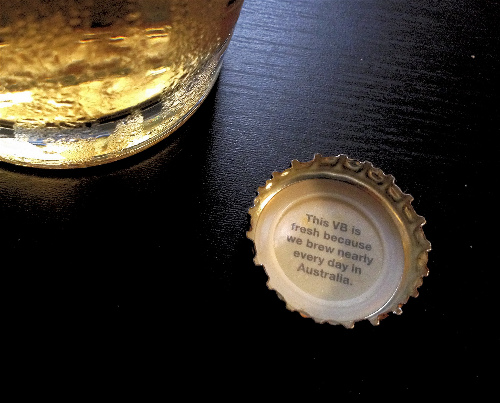 This VB is
fresh because
we brew nearly
every day in
Australia.